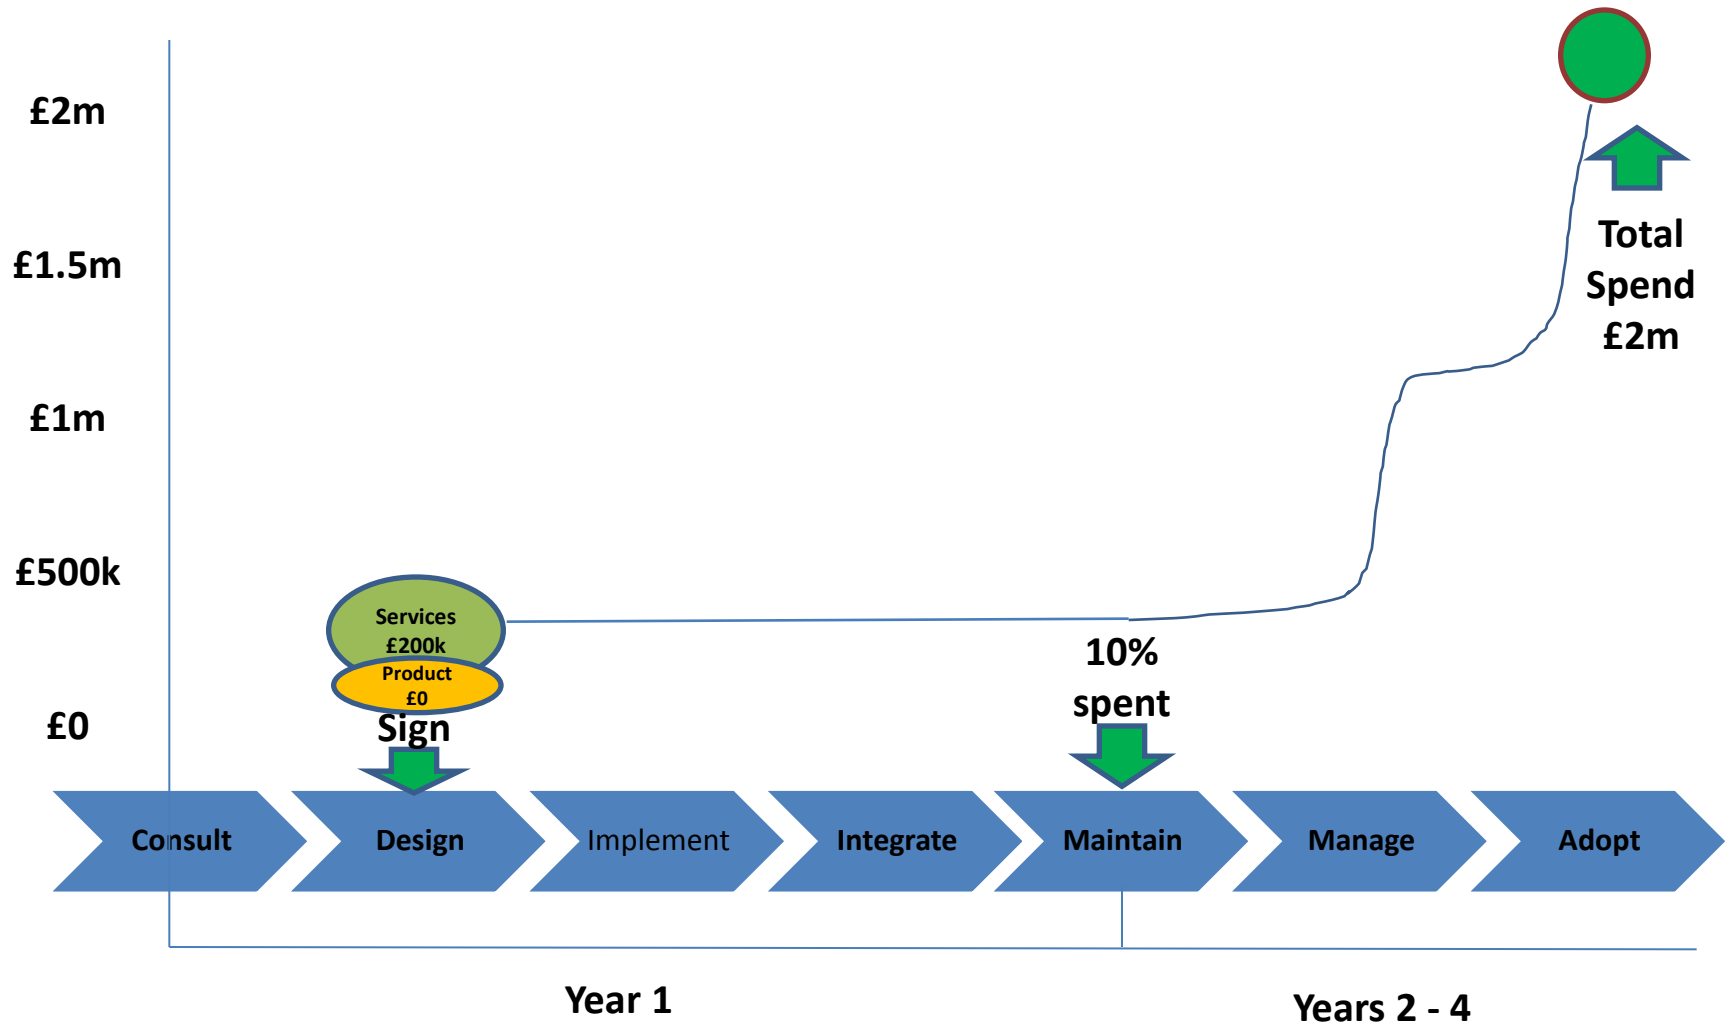 £2m
£1.5m
£1m
£500k
£0
Total
Spend
£2m
Services
£200k
Product
£0
Sign
10%
spent
Consult
Design
Implement
Integrate
Maintain
Manage
Adopt
Year 1
Years 2 - 4